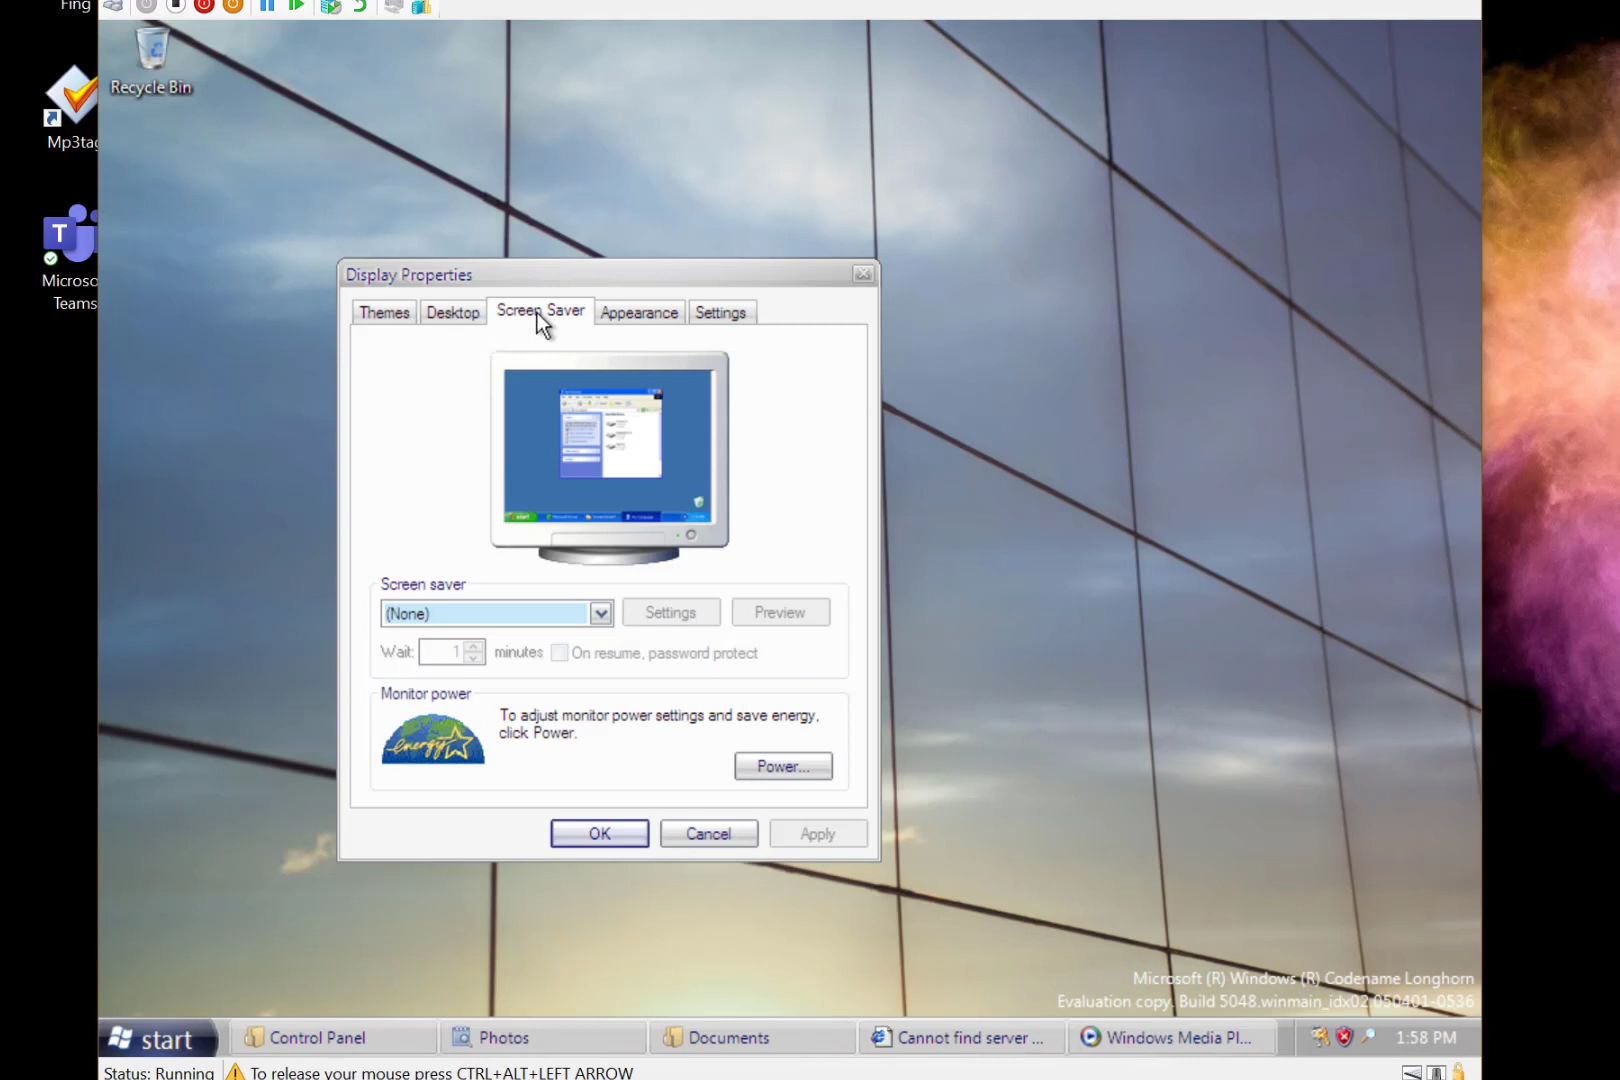 Fing
Recycle Bin
Mp3tag
Microso
Teams
Display Properties
Themes
Desktop
Screen Saver
Appearance
Settings
start
Screen saver
(None)
Settings
Preview
Wait:
1
minutes
On resume, password protect
Monitor power
energy
To adjust monitor power settings and save energy,
click Power.
Power...
OK
Cancel
Apply
Microsoft (R) Windows (R) Codename Longhorn
Evaluation copy. Build 5048.winmain_idx02.050401-0536
start
Control Panel
Photos
Documents
Cannot find server ...
Windows Media Pl...
1:58 PM
Status: Running
To release your mouse press CTRL+ALT+LEFT ARROW